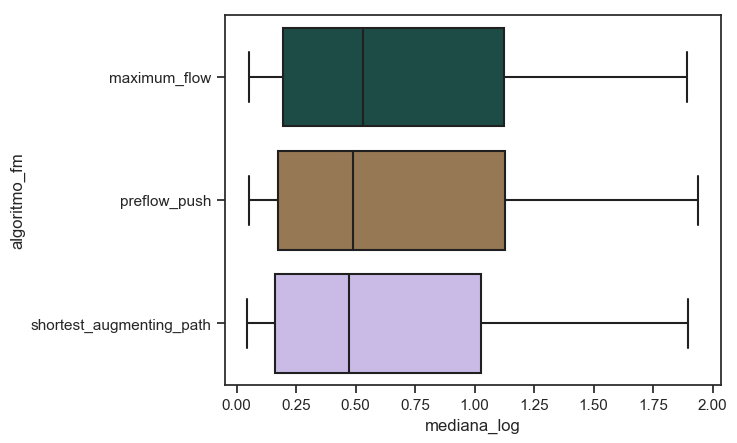 algoritmo_fm
maximum_flow
preflow_push
shortest_augmenting_path
0.00 0.25 0.50 0.75 1.00 1.25 1.50 1.75 2.00
mediana_log